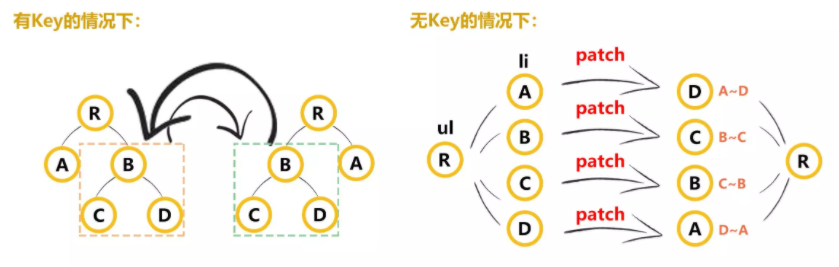 有Key的情况下：
R
A
B
C
D
R
B
A
C
D
无Key的情况下：
li
ul
R
A
patch
D
A~D
B
patch
C
B~C
C
patch
B
C~B
D
patch
A
D~A
R